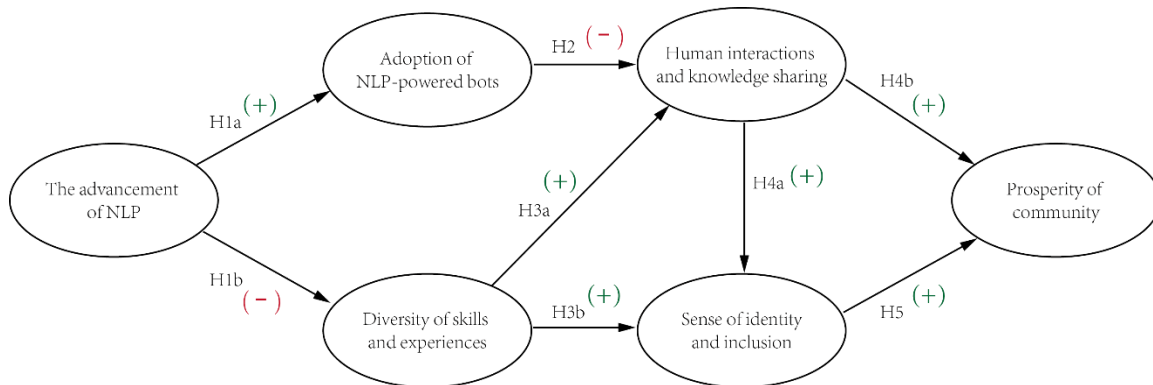 Adoption of
NLP-powered bots
H2 (-)
Human interactions
and knowledge sharing
H4b
(+)
H1a (+)
The advancement
of NLP
(+)
H3a
H4a (+)
Prosperity of
community
H1b
(-)
Diversity of skills
and experiences
H3b (+)
Sense of identity
and inclusion
H5 (+)